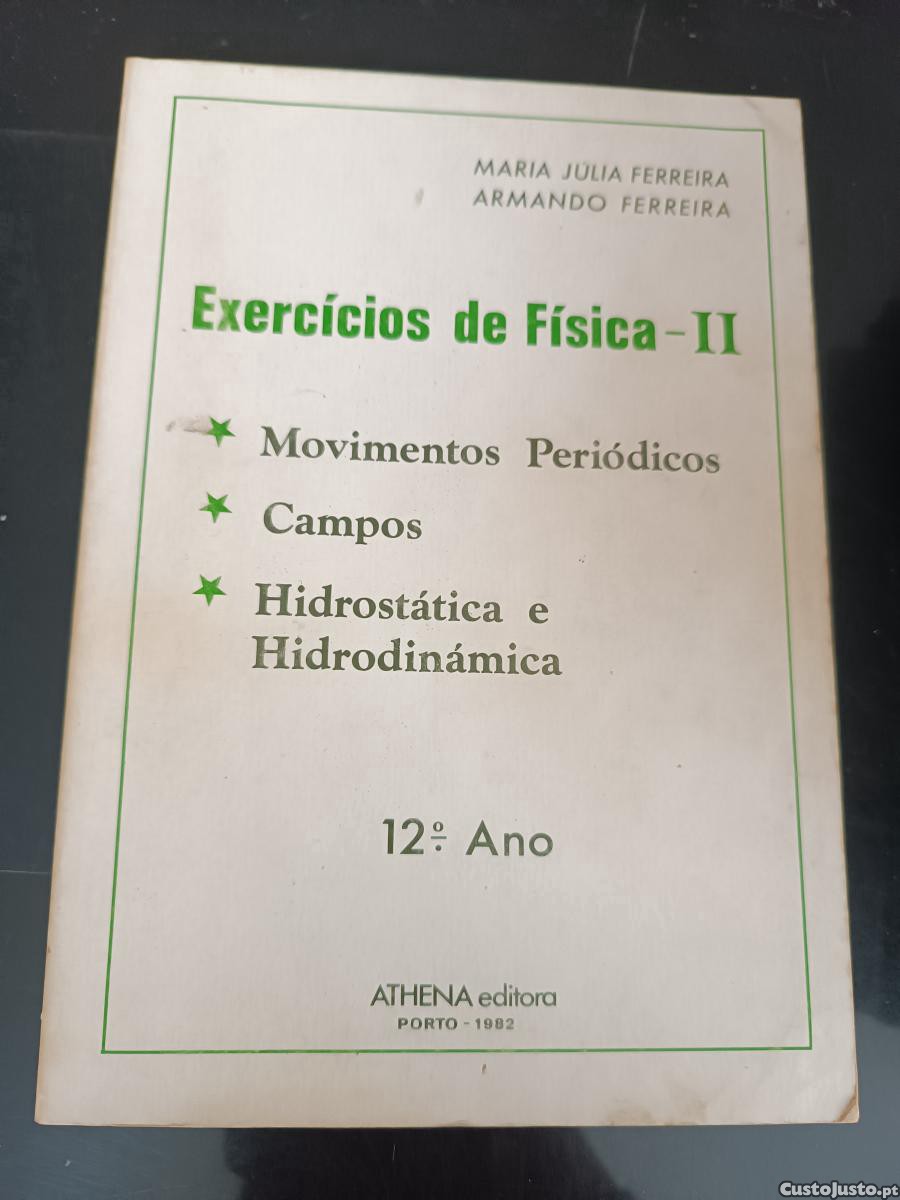 MARIA JÚLIA FERREIRA
ARMANDO FERREIRA
Exercícios de Física - II
Movimentos Periódicos
Campos
Hidrostática e
Hidrodinámica
12º Ano
ATHENA editora
PORTO - 1982
CustoJusto.pt